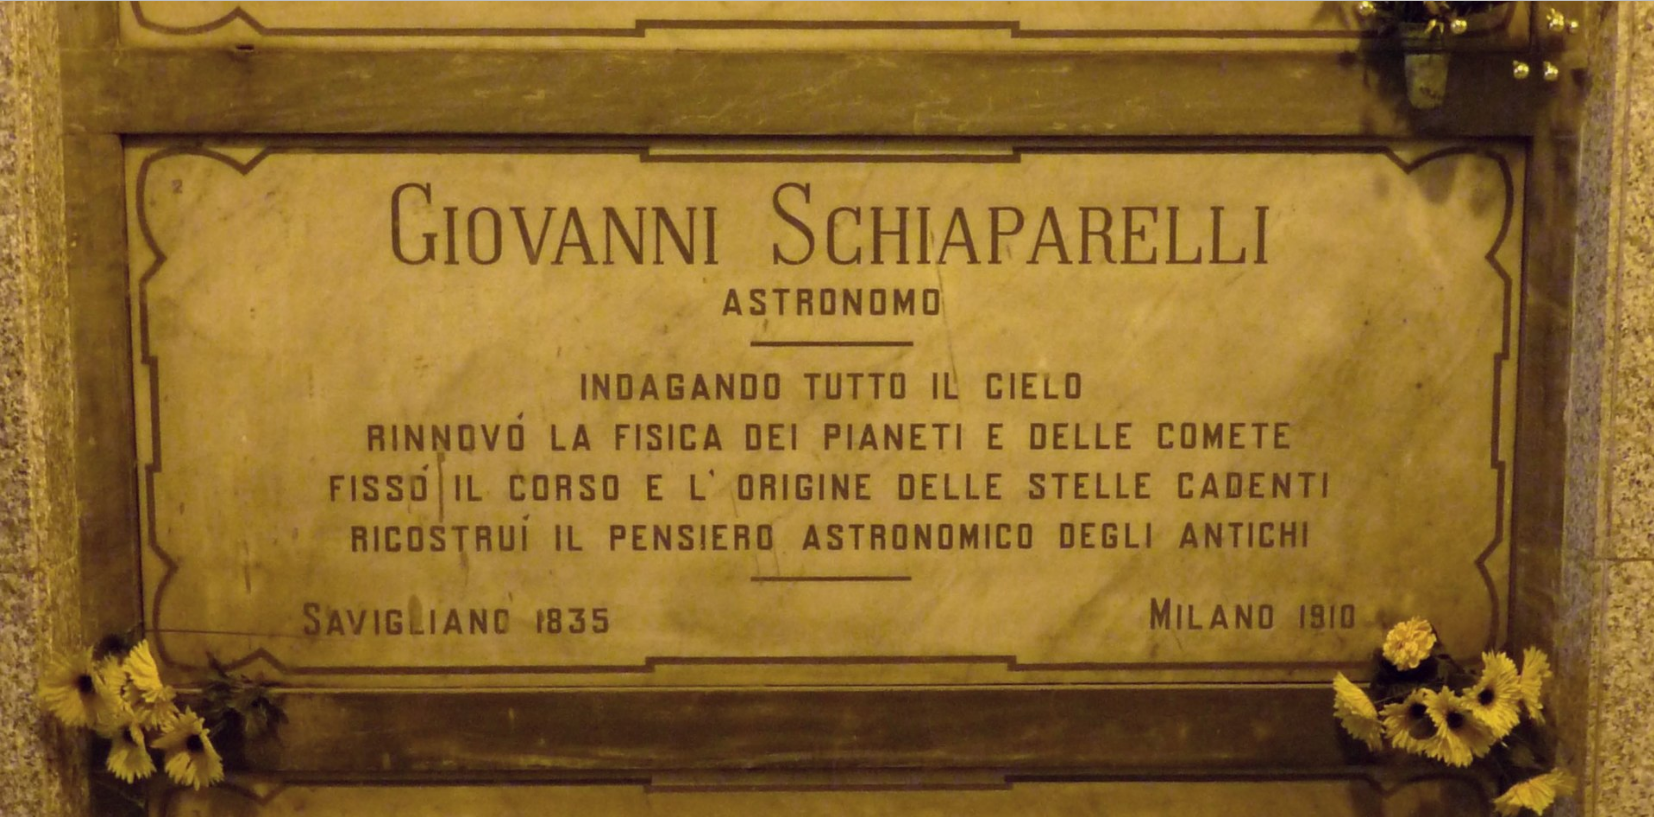 2
GIOVANNI SCHIAPARELLI
ASTRONOMO
INDAGANDO TUTTO IL CIELO
RINNOVÓ LA FISICA DEI PIANETI E DELLE COMETE
FISSÓ IL CORSO E L' ORIGINE DELLE STELLE CADENTI
RICOSTRUÍ IL PENSIERO ASTRONOMICO DEGLI ANTICHI
SAVIGLIANO 1835 MILANO 1910